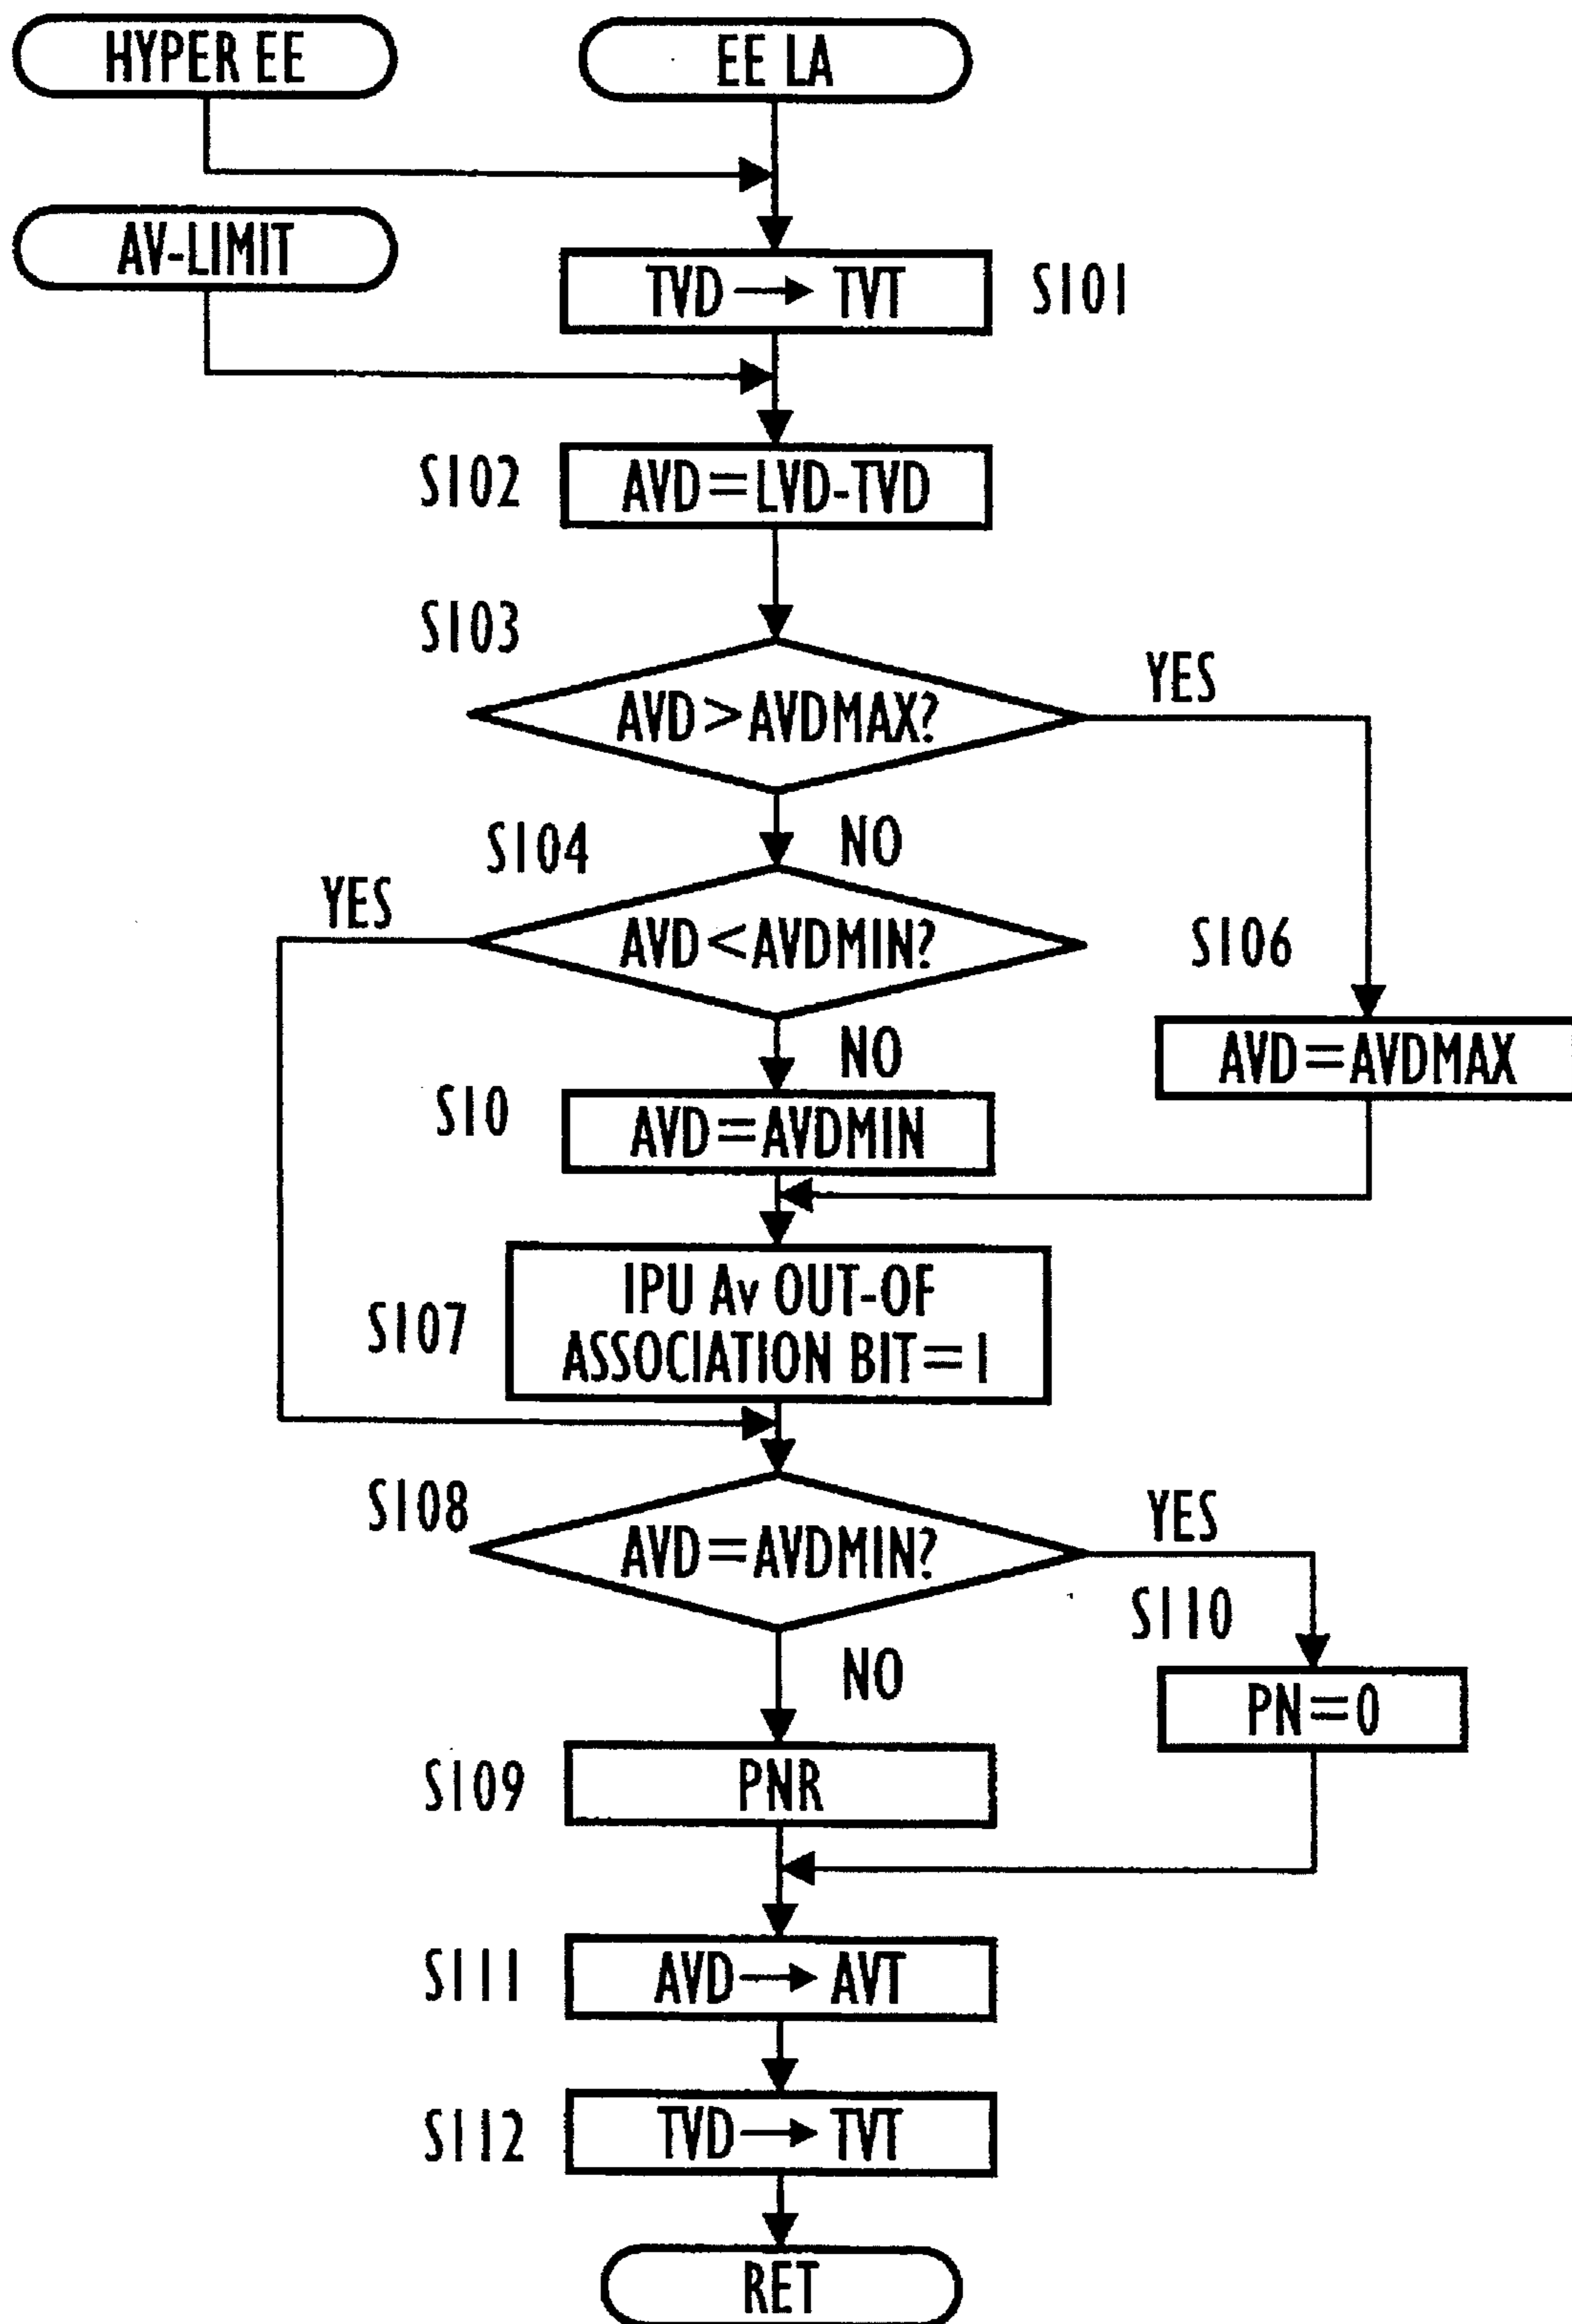 HYPER EE
EE LA
AV-LIMIT
TVD → TVT
S101
S102
AVD=LVD-TVD
S103
AVD>AVDMAX?
YES
S104
NO
YES
AVD<AVDMIN?
S106
NO
AVD=AVDMAX
S10
AVD=AVDMIN
S107
IPU Av OUT-OF
ASSOCIATION BIT=1
S108
AVD=AVDMIN?
YES
S110
NO
PN=0
S109
PNR
S111
AVD → AVT
S112
TVD → TVT
RET